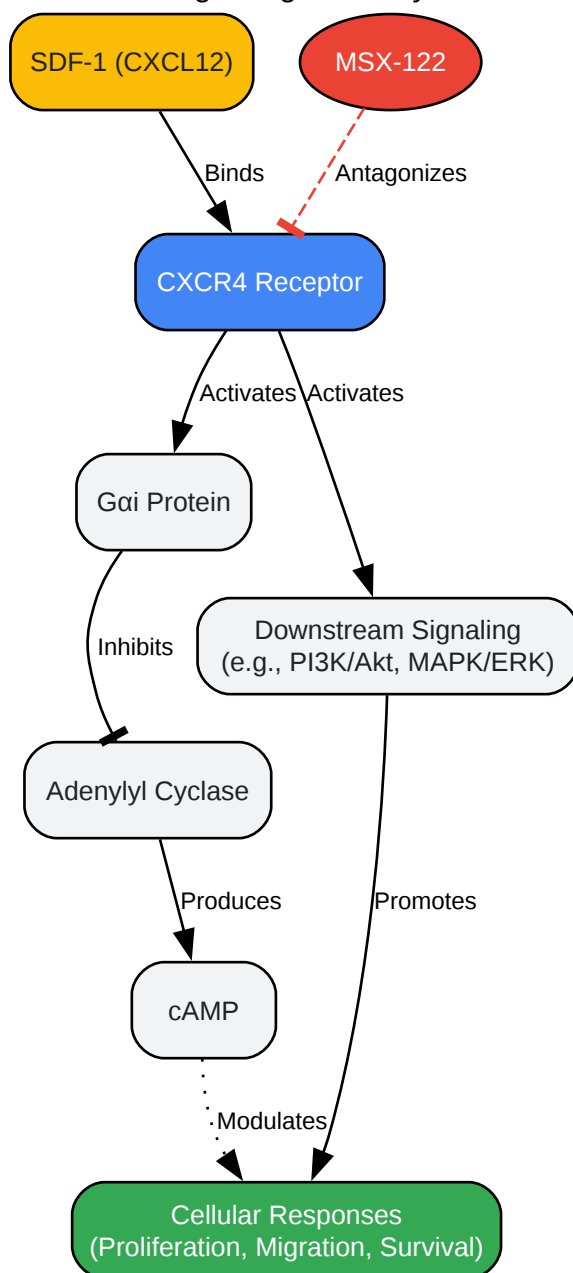 SDF-1 (CXCL12)
MSX-122
Binds
Antagonizes
CXCR4 Receptor
Activates
Activates
Gαi Protein
Downstream Signaling
(e.g., PI3K/Akt, MAPK/ERK)
Inhibits
Adenylyl Cyclase
Produces
Promotes
cAMP
Modulates
Cellular Responses
(Proliferation, Migration, Survival)